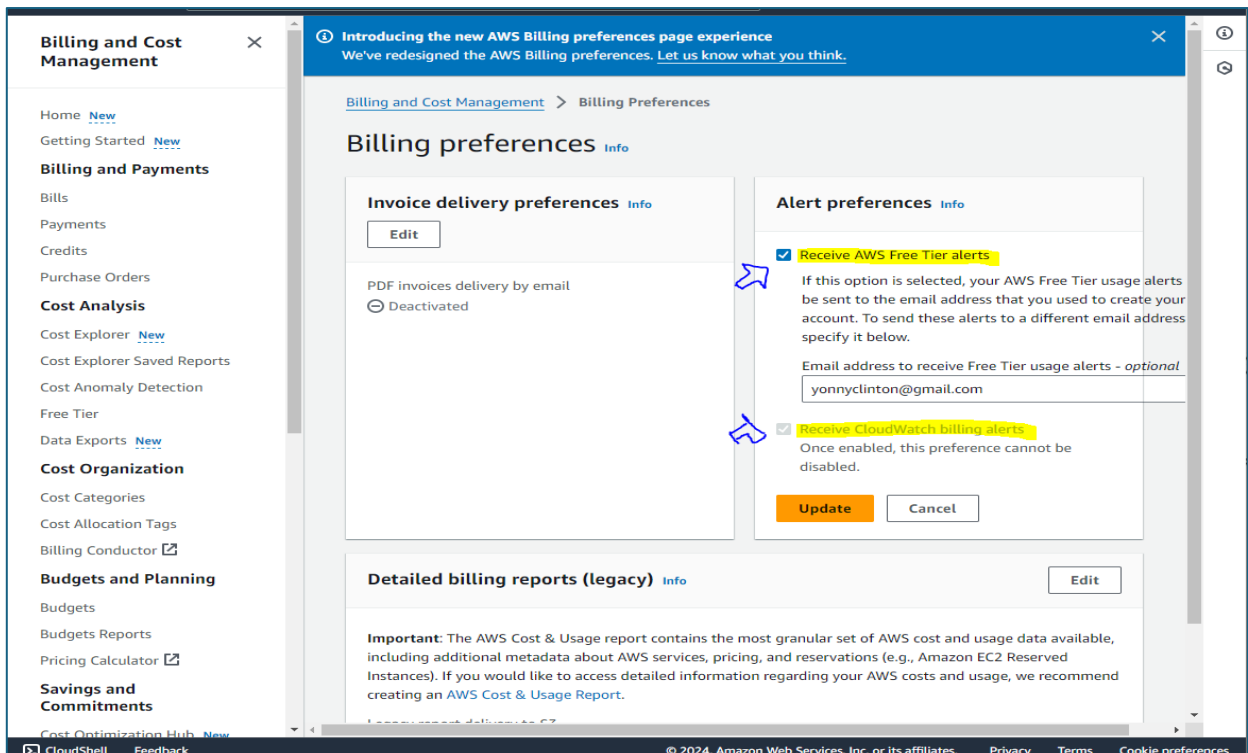 Billing and Cost
Management
Home New
Getting Started New
Billing and Payments
Bills
Payments
Credits
Purchase Orders
Cost Analysis
Cost Explorer New
Cost Explorer Saved Reports
Cost Anomaly Detection
Free Tier
Data Exports New
Cost Organization
Cost Categories
Cost Allocation Tags
Billing Conductor
Budgets and Planning
Budgets
Budgets Reports
Pricing Calculator
Savings and
Commitments
Cost Optimization Hub New
Introducing the new AWS Billing preferences page experience
We've redesigned the AWS Billing preferences. Let us know what you think.
Billing and Cost Management > Billing Preferences
Billing preferences Info
Invoice delivery preferences Info
Edit
PDF invoices delivery by email
Deactivated
Alert preferences Info
Receive AWS Free Tier alerts
If this option is selected, your AWS Free Tier usage alerts
be sent to the email address that you used to create your
account. To send these alerts to a different email address
specify it below.
Email address to receive Free Tier usage alerts - optional
yonnyclinton@gmail.com
Receive CloudWatch billing alerts
Once enabled, this preference cannot be
disabled.
Update Cancel
Detailed billing reports (legacy) Info
Edit
Important: The AWS Cost & Usage report contains the most granular set of AWS cost and usage data available,
including additional metadata about AWS services, pricing, and reservations (e.g., Amazon EC2 Reserved
Instances). If you would like to access detailed information regarding your AWS costs and usage, we recommend
creating an AWS Cost & Usage Report.
Legacy report delivery to S3
CloudShell Feedback © 2024, Amazon Web Services, Inc. or its affiliates. Privacy Terms Cookie preferences